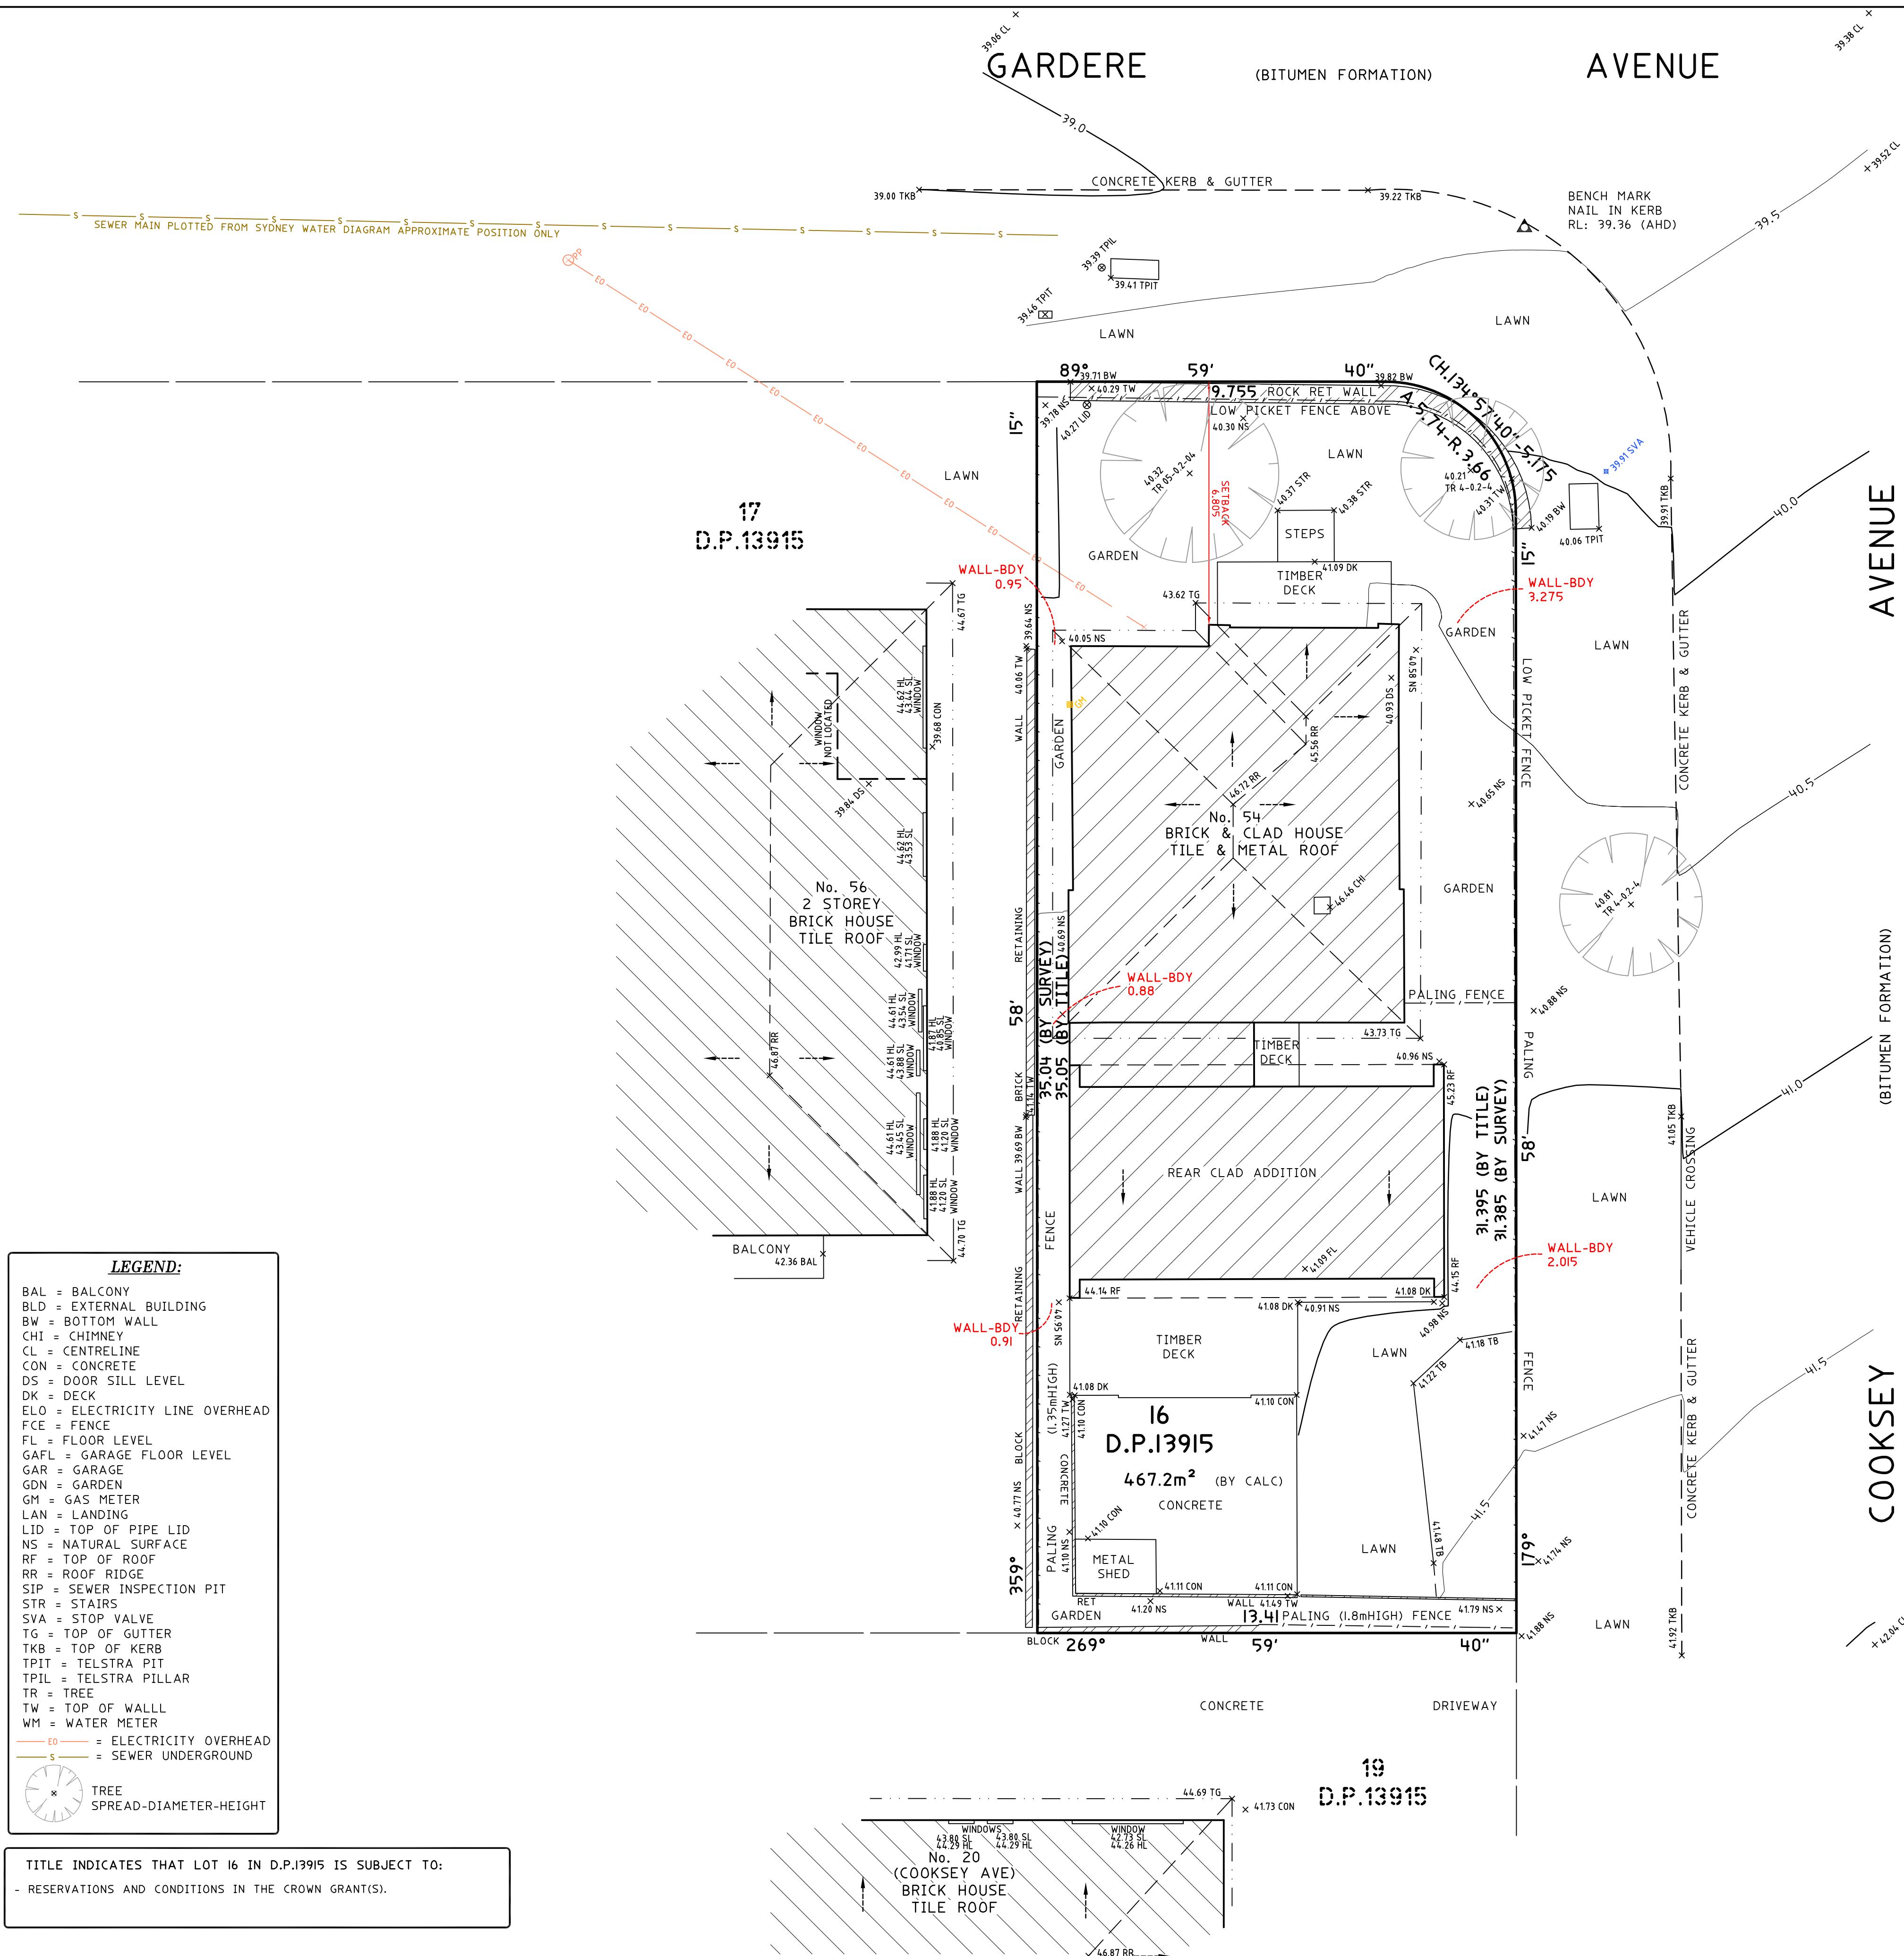 39.06 CL
39.38 CL
GARDERE
(BITUMEN FORMATION)
AVENUE
39.0
39.52 CL
CONCRETE KERB & GUTTER
39.00 TKB
39.22 TKB
BENCH MARK
NAIL IN KERB
RL: 39.36 (AHD)
39.5
S S S S S S S S S S S S S S S
SEWER MAIN PLOTTED FROM SYDNEY WATER DIAGRAM APPROXIMATE POSITION ONLY
PP
EO EO EO EO EO EO EO EO EO EO EO EO
39.39 TPIL
39.41 TPIT
39.46 TPIT
LAWN
LAWN
89° 59' 40"
39.71 BW
40.29 TW
39.82 BW
9.755 ROCK RET WALL
LOW PICKET FENCE ABOVE
CH.134°57'40"-5.175
A.5.74-R.3.66
15"
39.78 NS
40.27 LID
40.30 NS
LAWN
LAWN
40.32
TR 05-0.2-04
SETBACK
6.805
40.37 STR
40.38 STR
STEPS
40.21
TR 4-0.2-4
40.31 TW
40.19 BW
39.91 SVA
39.91 TKB
40.06 TPIT
40.0
AVENUE
17
D.P.13915
GARDEN
41.09 DK
TIMBER
DECK
15"
WALL-BDY
0.95
WALL-BDY
3.275
43.62 TG
44.67 TG
39.64 NS
40.05 NS
GARDEN
LAWN
40.58 NS
40.06 TW
44.62 HL
43.44 SL
WINDOW
WINDOW
NOT LOCATED
39.68 CON
GM
40.93 DS
WALL
GARDEN
45.56 RR
LOW PICKET FENCE
CONCRETE KERB & GUTTER
39.84 DS
46.72 RR
40.65 NS
40.5
No. 54
BRICK & CLAD HOUSE
TILE & METAL ROOF
44.62 HL
43.53 SL
No. 56
2 STOREY
BRICK HOUSE
TILE ROOF
46.46 CHI
GARDEN
40.81
TR 4-0.2-4
RETAINING
40.69 NS
42.99 HL
41.71 SL
WINDOW
35.04 (BY SURVEY)
35.05 (BY TITLE)
WALL-BDY
0.88
PALING FENCE
40.88 NS
(BITUMEN FORMATION)
44.61 HL
43.54 SL
WINDOW
41.87 HL
40.85 SL
WINDOW
58'
43.73 TG
46.87 RR
44.61 HL
43.88 SL
WINDOW
TIMBER
DECK
40.96 NS
PALING
45.23 RF
BRICK
41.14 TW
41.0
31.395 (BY TITLE)
31.385 (BY SURVEY)
41.05 TKB
44.61 HL
43.45 SL
WINDOW
41.88 HL
41.20 SL
WINDOW
WALL 39.69 BW
58'
VEHICLE CROSSING
REAR CLAD ADDITION
LAWN
41.88 HL
41.20 SL
WINDOW
44.70 TG
BALCONY
42.36 BAL
FENCE
WALL-BDY
2.015
41.09 FL
44.15 RF
RETAINING
44.14 RF
41.08 DK
41.08 DK
40.91 NS
40.95 NS
WALL-BDY
0.91
40.98 NS
TIMBER
DECK
LAWN
41.18 TB
41.22 TB
FENCE
41.5
CONCRETE KERB & GUTTER
COOKSEY
(1.35mHIGH)
41.08 DK
41.27 TW
41.10 CON
41.10 CON
16
D.P.13915
467.2m² (BY CALC)
CONCRETE
BLOCK
CONCRETE
41.47 NS
40.77 NS
41.10 CON
41.5
41.48 TB
LAWN
PALING
41.10 NS
METAL
SHED
359°
179°
41.74 NS
41.11 CON
41.11 CON
RET
41.20 NS
WALL 41.49 TW
GARDEN
13.41 PALING (1.8mHIGH) FENCE
41.79 NS
41.88 NS
LAWN
41.92 TKB
BLOCK
WALL
269° 59' 40"
CONCRETE DRIVEWAY
19
D.P.13915
44.69 TG
41.73 CON
WINDOWS
43.80 SL
44.29 HL
43.80 SL
44.29 HL
WINDOW
42.73 SL
44.26 HL
No. 20
(COOKSEY AVE)
BRICK HOUSE
TILE ROOF
46.87 RR
LEGEND:
BAL = BALCONY
BLD = EXTERNAL BUILDING
BW = BOTTOM WALL
CHI = CHIMNEY
CL = CENTRELINE
CON = CONCRETE
DS = DOOR SILL LEVEL
DK = DECK
ELO = ELECTRICITY LINE OVERHEAD
FCE = FENCE
FL = FLOOR LEVEL
GAFL = GARAGE FLOOR LEVEL
GAR = GARAGE
GDN = GARDEN
GM = GAS METER
LAN = LANDING
LID = TOP OF PIPE LID
NS = NATURAL SURFACE
RF = TOP OF ROOF
RR = ROOF RIDGE
SIP = SEWER INSPECTION PIT
STR = STAIRS
SVA = STOP VALVE
TG = TOP OF GUTTER
TKB = TOP OF KERB
TPIT = TELSTRA PIT
TPIL = TELSTRA PILLAR
TR = TREE
TW = TOP OF WALLL
WM = WATER METER
EO = ELECTRICITY OVERHEAD
S = SEWER UNDERGROUND
TREE
SPREAD-DIAMETER-HEIGHT
TITLE INDICATES THAT LOT 16 IN D.P.13915 IS SUBJECT TO:
- RESERVATIONS AND CONDITIONS IN THE CROWN GRANT(S).